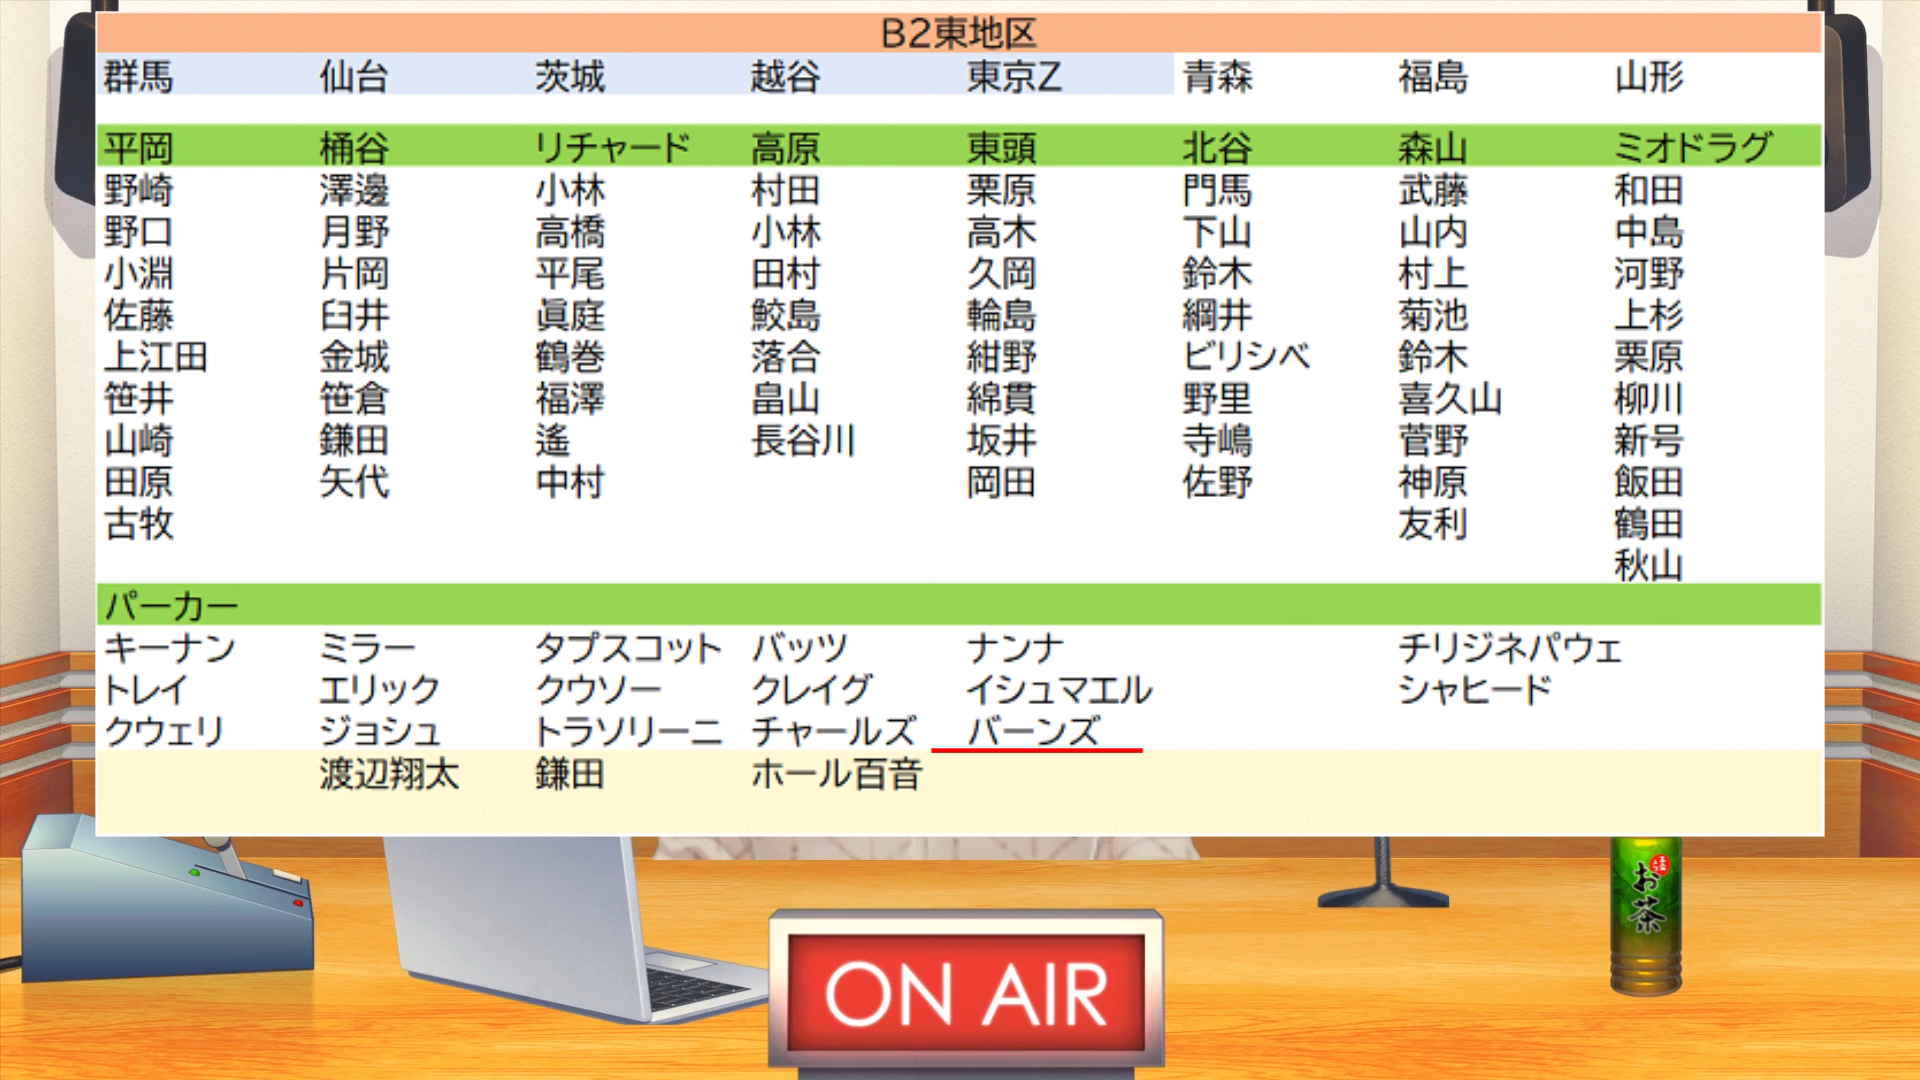 B2東地区
群馬 仙台 茨城 越谷 東京Z 青森 福島 山形
平岡 桶谷 リチャード 高原 東頭 北谷 森山 ミオドラグ
野崎 澤邊 小林 村田 栗原 門馬 武藤 和田
野口 月野 高橋 小林 高木 下山 山内 中島
小淵 片岡 平尾 田村 久岡 鈴木 村上 河野
佐藤 臼井 眞庭 鮫島 輪島 綱井 菊池 上杉
上江田 金城 鶴巻 落合 紺野 ビリシベ 鈴木 栗原
笹井 笹倉 福澤 畠山 綿貫 野里 喜久山 柳川
山崎 鎌田 遙 長谷川 坂井 寺嶋 菅野 新号
田原 矢代 中村 岡田 佐野 神原 飯田
古牧 友利 鶴田
秋山
パーカー
キーナン ミラー タプスコット バッツ ナンナ チリジネパウェ
トレイ エリック クウソー クレイグ イシュマエル シャヒード
クウェリ ジョシュ トラソリーニ チャールズ バーンズ
渡辺翔太 鎌田 ホール百音
お茶
ON AIR